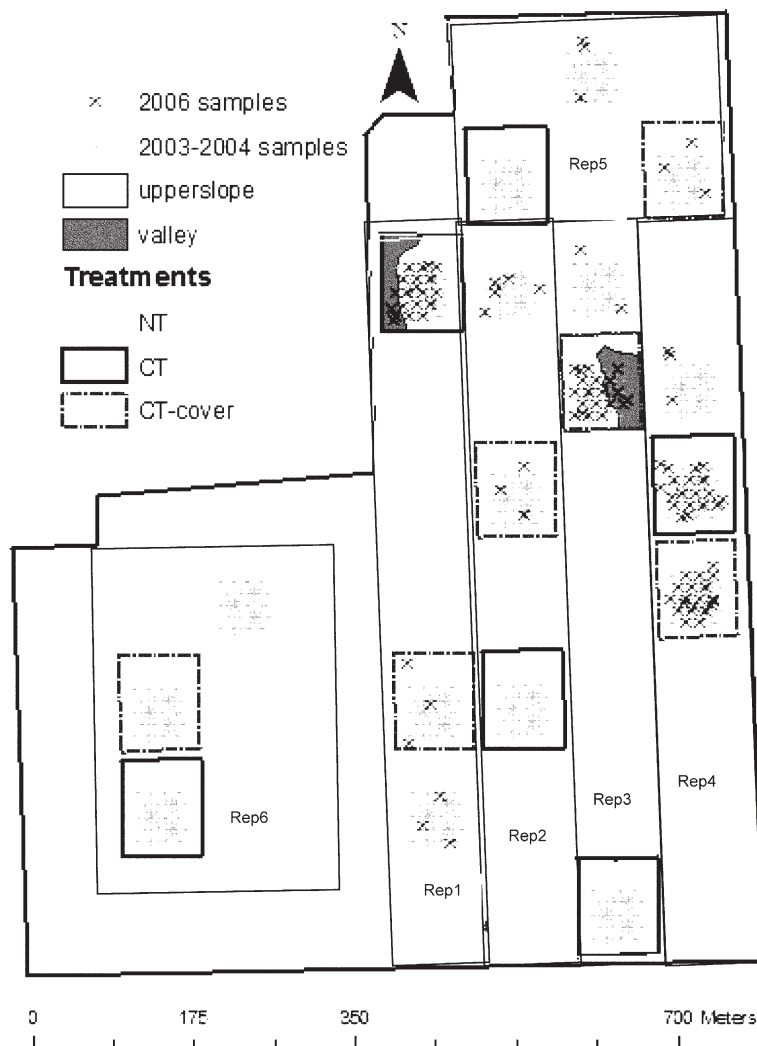 N
2006 samples
2003-2004 samples
upperslope
valley
Treatments
NT
CT
CT-cover
Rep5
Rep6
Rep1
Rep2
Rep3
Rep4
0 175 350 700 Meters